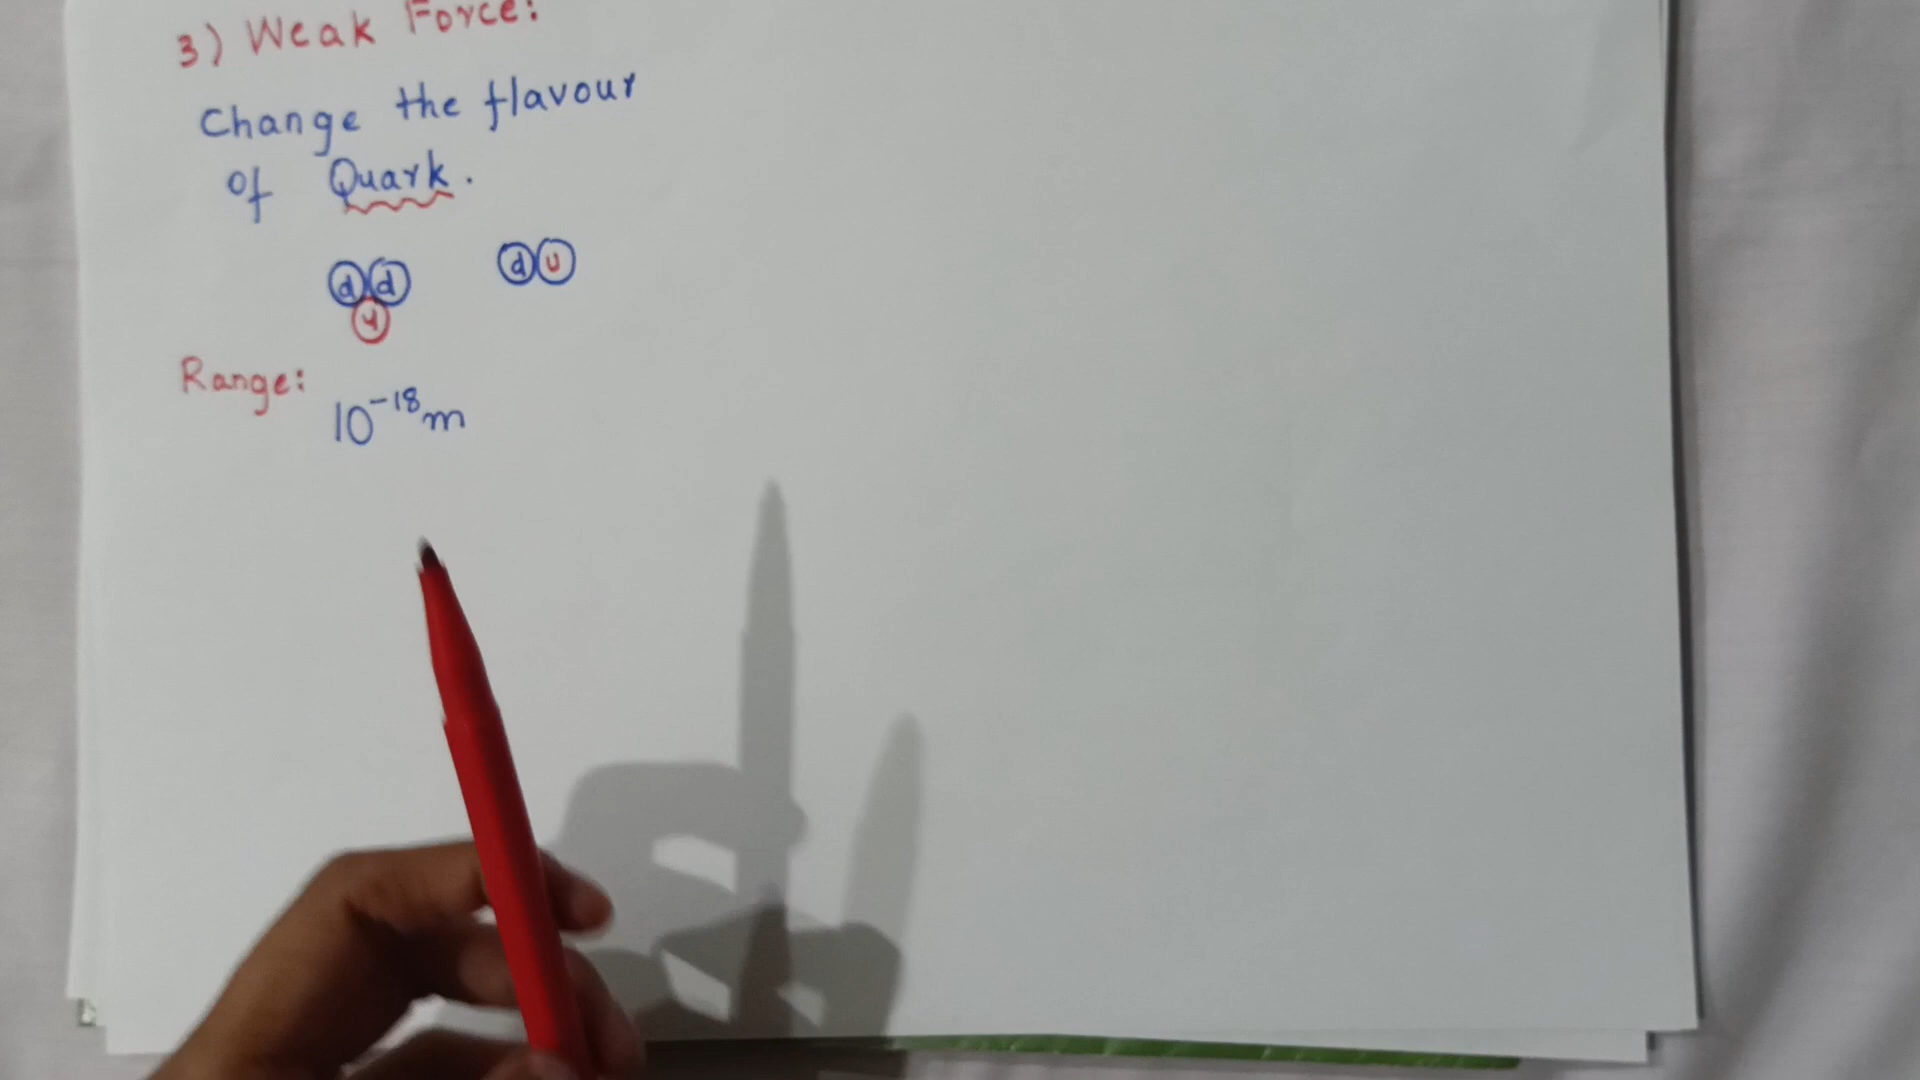 3) Weak Force:
Change the flavour
of Quark.
d d d u
u
Range:
10⁻¹⁸m